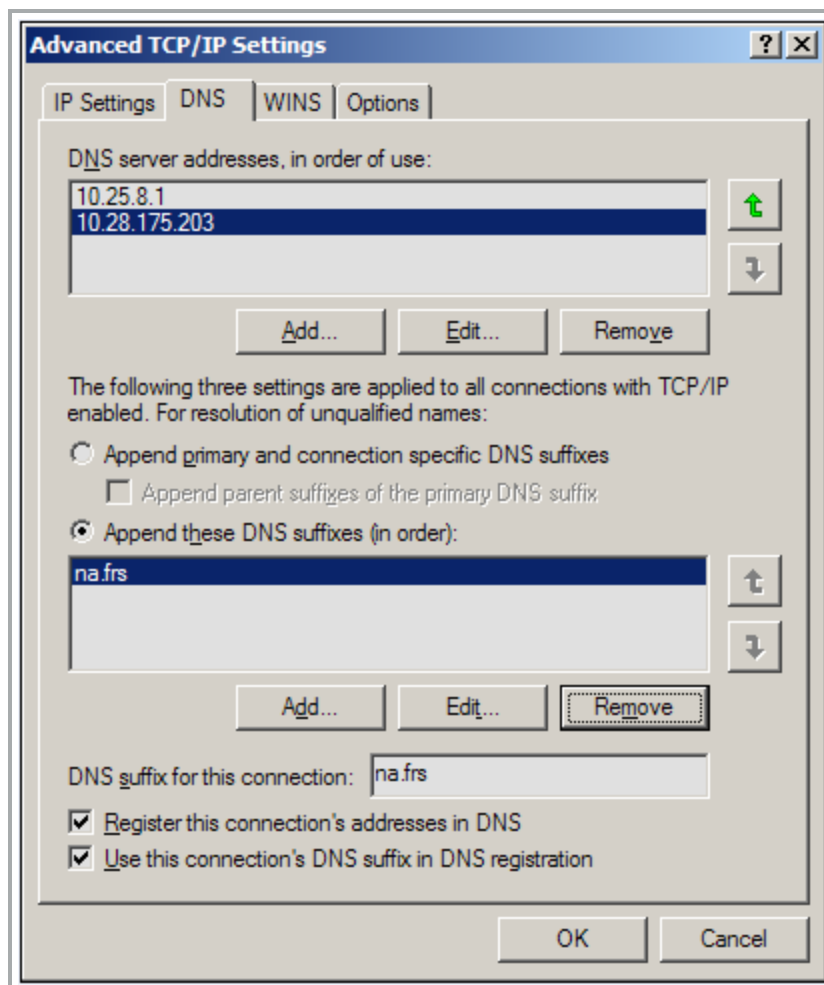 Advanced TCP/IP Settings
IP Settings DNS WINS Options
DNS server addresses, in order of use:
10.25.8.1
10.28.175.203
Add... Edit... Remove
The following three settings are applied to all connections with TCP/IP
enabled. For resolution of unqualified names:
Append primary and connection specific DNS suffixes
Append parent suffixes of the primary DNS suffix
Append these DNS suffixes (in order):
na.frs
Add... Edit... Remove
DNS suffix for this connection: na.frs
Register this connection's addresses in DNS
Use this connection's DNS suffix in DNS registration
OK Cancel